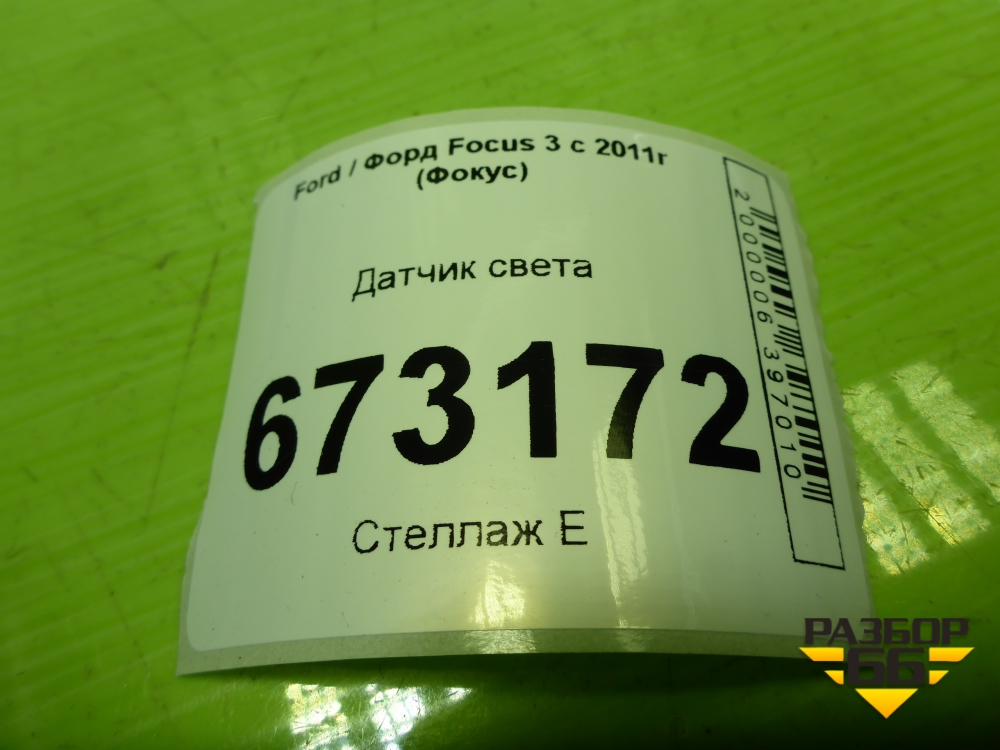 Ford / Форд Focus 3 с 2011г
(Фокус)
Датчик света
673172
Стеллаж Е
2000006397010
РАЗБОР
66